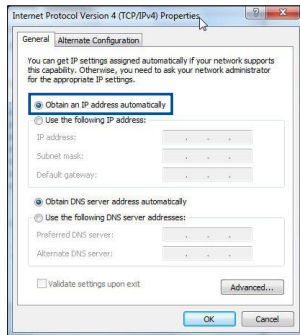 Internet Protocol Version 4 (TCP/IPv4) Properties
General
Alternate Configuration
You can get IP settings assigned automatically if your network supports
this capability. Otherwise, you need to ask your network administrator
for the appropriate IP settings.
Obtain an IP address automatically
Use the following IP address:
IP address:
Subnet mask:
Default gateway:
Obtain DNS server address automatically
Use the following DNS server addresses:
Preferred DNS server:
Alternate DNS server:
Validate settings upon exit
Advanced...
OK
Cancel